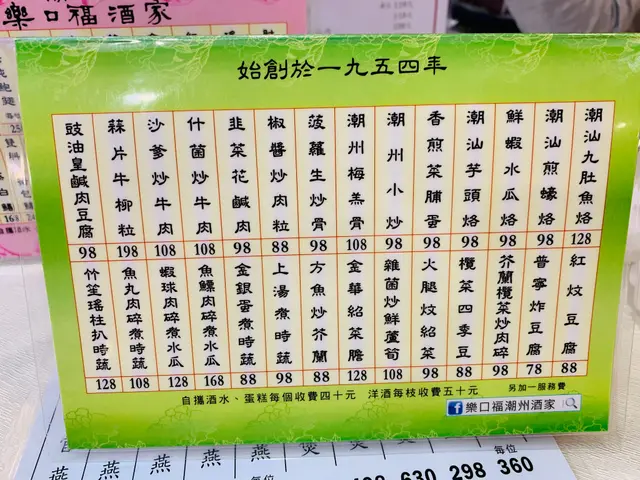 樂口福酒家
始創於一九五四年
潮汕九肚魚烙 128
潮汕煎蠔烙 98
鮮蝦水瓜烙 98
潮汕芋頭烙 98
香煎菜脯蛋 98
潮州小炒 98
潮州梅羔骨 108
菠蘿生炒骨 98
椒醬炒肉粒 88
韭菜花鹹肉 98
什菌炒牛肉 108
沙爹炒牛肉 108
蒜片牛柳粒 198
豉油皇鹹肉豆腐 98
紅炆豆腐 88
普寧炸豆腐 78
芥蘭欖菜炒肉碎 98
欖菜四季豆 88
火腿炆紹菜 98
雜菌炒鮮蘆筍 108
金華紹菜膽 128
方魚炒芥蘭 88
上湯煮時蔬 98
金銀蛋煮時蔬 88
魚鰾肉碎煮水瓜 168
蝦球肉碎煮水瓜 128
魚丸肉碎煮時蔬 108
竹笙瑤柱扒時蔬 128
自攜酒水、蛋糕每個收費四十元 洋酒每枝收費五十元 另加一服務費
樂口福潮州酒家
燕 燕 燕 燕
每位 每位
630 298 360